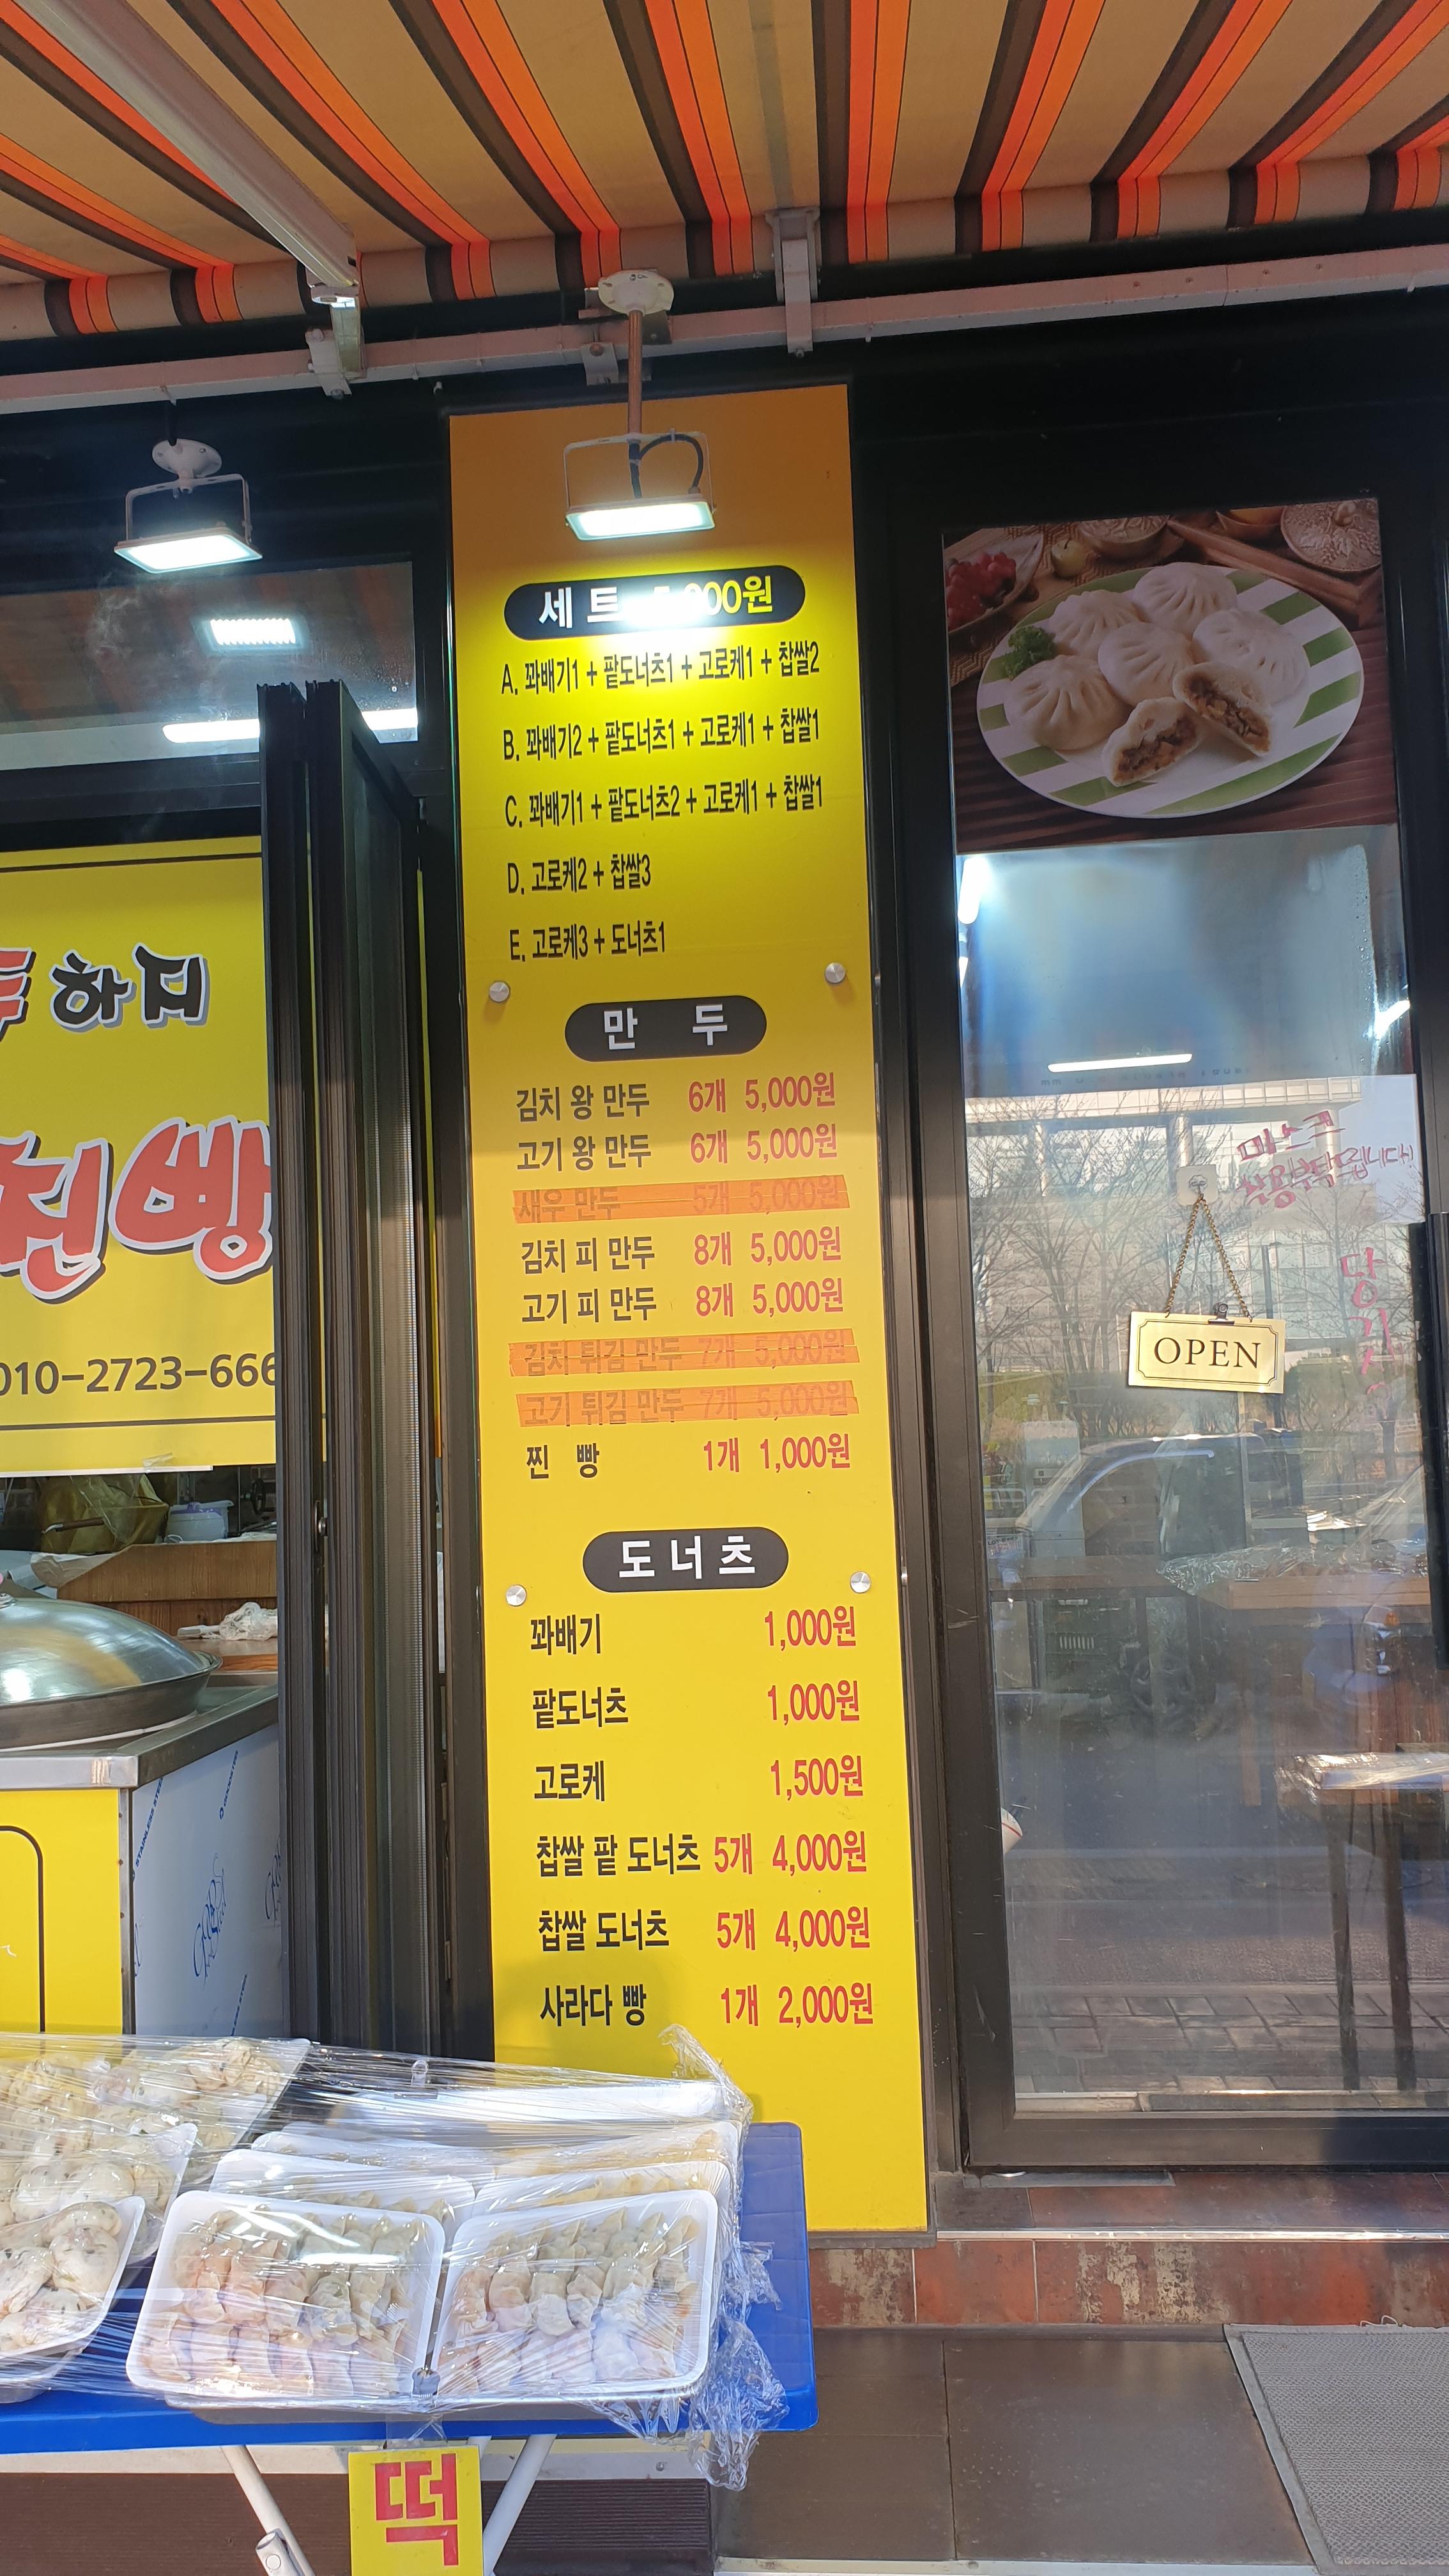 세트 000원
A. 꽈배기1 + 팥도너츠1 + 고로케1 + 찹쌀2
B. 꽈배기2 + 팥도너츠1 + 고로케1 + 찹쌀1
C. 꽈배기1 + 팥도너츠2 + 고로케1 + 찹쌀1
D. 고로케2 + 찹쌀3
E. 고로케3 + 도너츠1
만 두
김치 왕 만두 6개 5,000원
고기 왕 만두 6개 5,000원
새우 만두 5개 5,000원
김치 피 만두 8개 5,000원
고기 피 만두 8개 5,000원
김치 튀김 만두 7개 5,000원
고기 튀김 만두 7개 5,000원
찐 빵 1개 1,000원
도너츠
꽈배기 1,000원
팥도너츠 1,000원
고로케 1,500원
찹쌀 팥 도너츠 5개 4,000원
찹쌀 도너츠 5개 4,000원
사라다 빵 1개 2,000원
찐빵
010-2723-666
마스크
착용부탁드립니다!!
당기시
OPEN
STAINLESS STE
떡